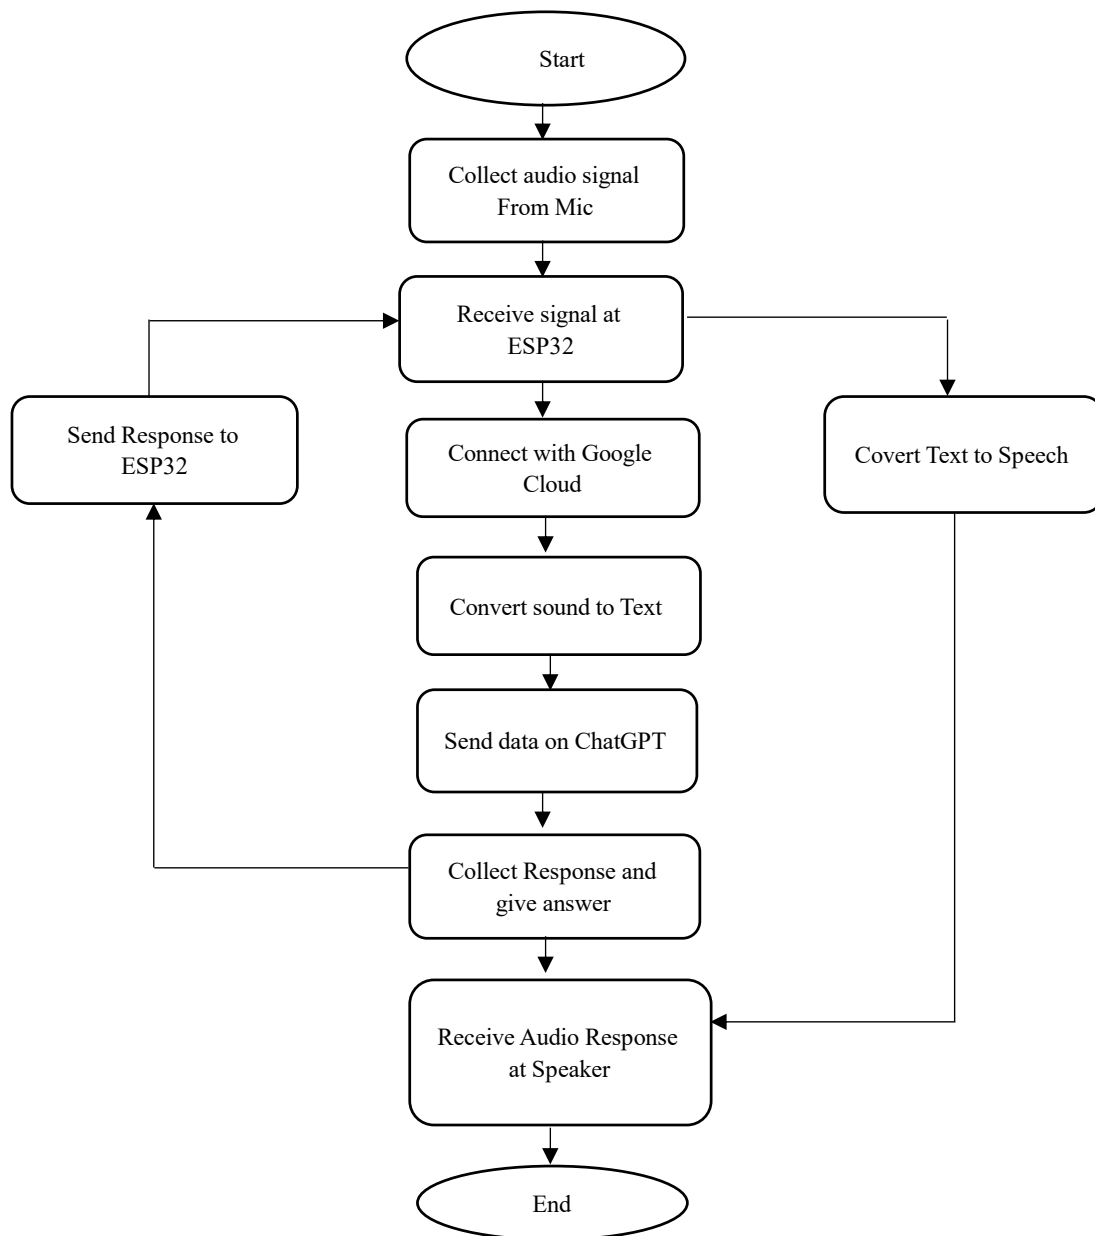 Start
Collect audio signal
From Mic
Receive signal at
ESP32
Send Response to
ESP32
Connect with Google
Cloud
Covert Text to Speech
Convert sound to Text
Send data on ChatGPT
Collect Response and
give answer
Receive Audio Response
at Speaker
End